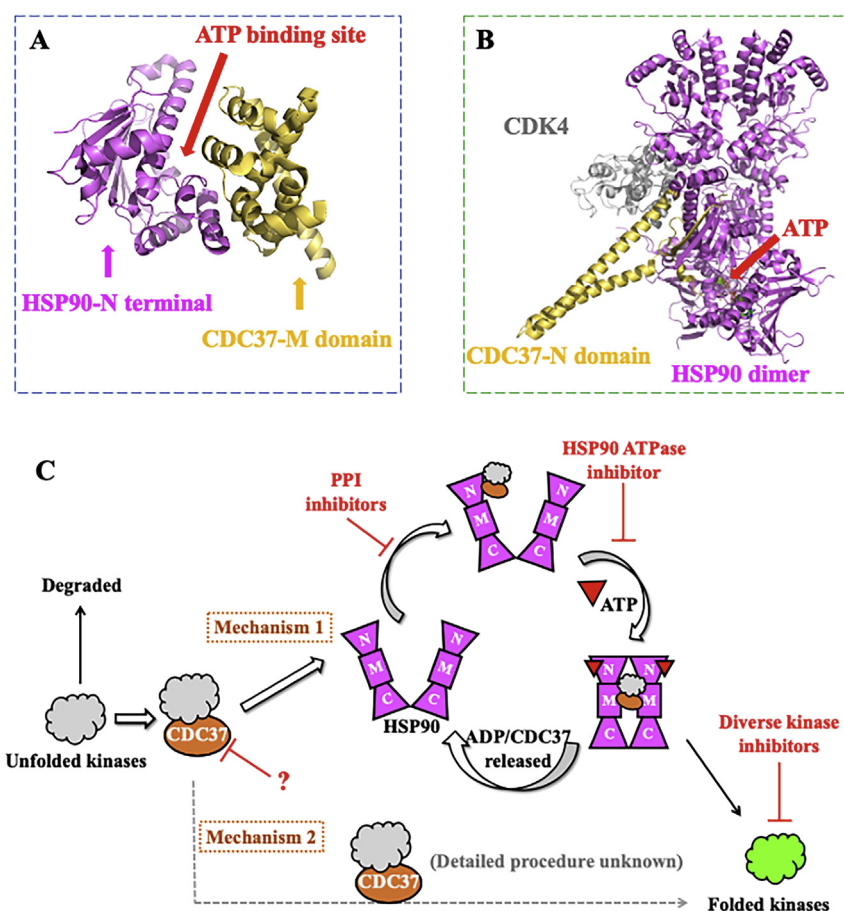 A
ATP binding site
HSP90-N terminal
CDC37-M domain
B
CDK4
ATP
CDC37-N domain
HSP90 dimer
C
HSP90 ATPase
inhibitor
PPI
inhibitors
N
M
C
N
M
C
Degraded
ATP
Mechanism 1
N
M
C
N
M
C
HSP90
N
N
M
M
C
C
CDC37
Unfolded kinases
ADP/CDC37
released
Diverse kinase
inhibitors
?
Mechanism 2
(Detailed procedure unknown)
CDC37
Folded kinases